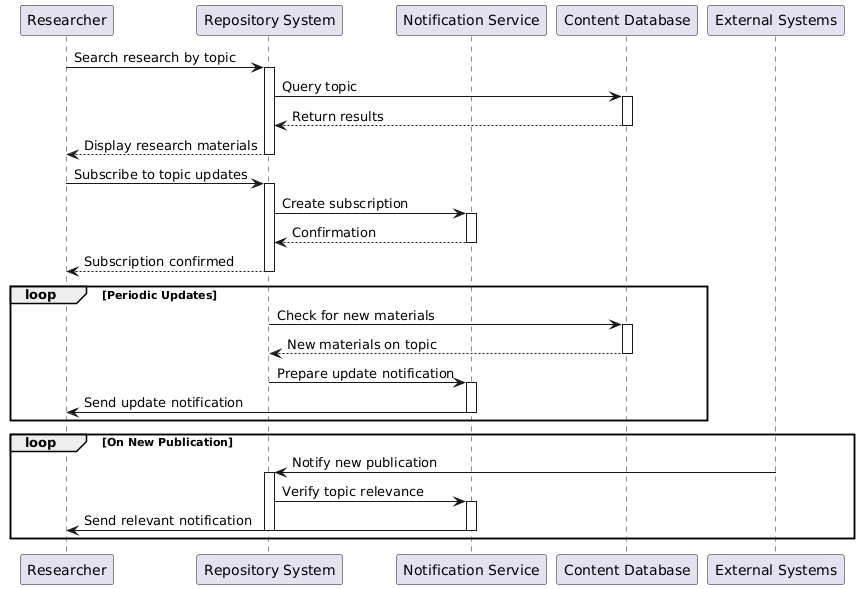 Researcher Repository System Notification Service Content Database External Systems
Search research by topic
Query topic
Return results
Display research materials
Subscribe to topic updates
Create subscription
Confirmation
Subscription confirmed
loop [Periodic Updates]
Check for new materials
New materials on topic
Prepare update notification
Send update notification
loop [On New Publication]
Notify new publication
Verify topic relevance
Send relevant notification
Researcher Repository System Notification Service Content Database External Systems